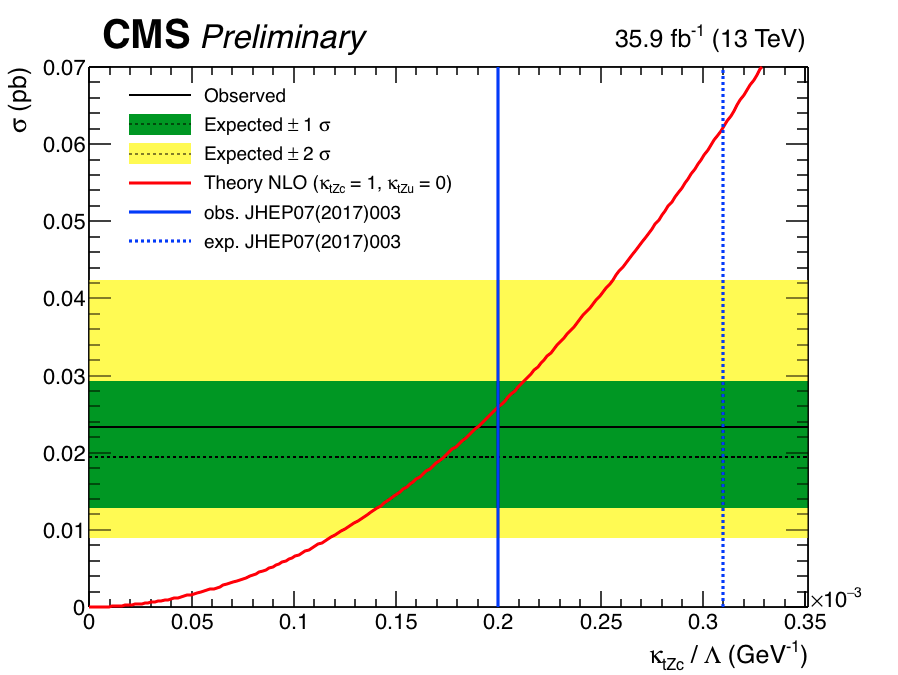 CMS Preliminary
35.9 fb⁻¹ (13 TeV)
σ (pb)
0.07
0.06
0.05
0.04
0.03
0.02
0.01
0
Observed
Expected ± 1 σ
Expected ± 2 σ
Theory NLO (κtZc = 1, κtZu = 0)
obs. JHEP07(2017)003
exp. JHEP07(2017)003
×10⁻³
0 0.05 0.1 0.15 0.2 0.25 0.3 0.35
κtZc / Λ (GeV⁻¹)